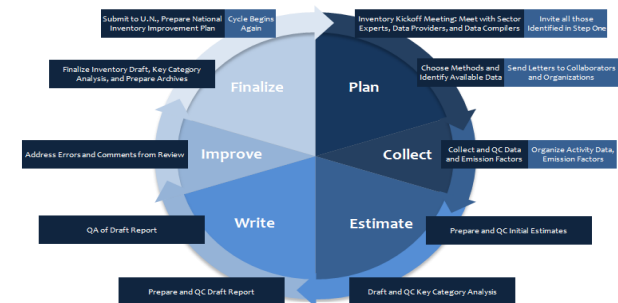 Submit to U.N., Prepare National
Inventory Improvement Plan
Cycle Begins
Again
Inventory Kickoff Meeting: Meet with Sector
Experts, Data Providers, and Data Compilers
Invite all those
Identified in Step One
Finalize Inventory Draft, Key Category
Analysis, and Prepare Archives
Finalize
Plan
Choose Methods and
Identify Available Data
Send Letters to Collaborators
and Organizations
Address Errors and Comments from Review
Improve
Collect
Collect and QC Data
and Emission Factors
Organize Activity Data,
Emission Factors
QA of Draft Report
Write
Estimate
Prepare and QC Initial Estimates
Prepare and QC Draft Report
Draft and QC Key Category Analysis